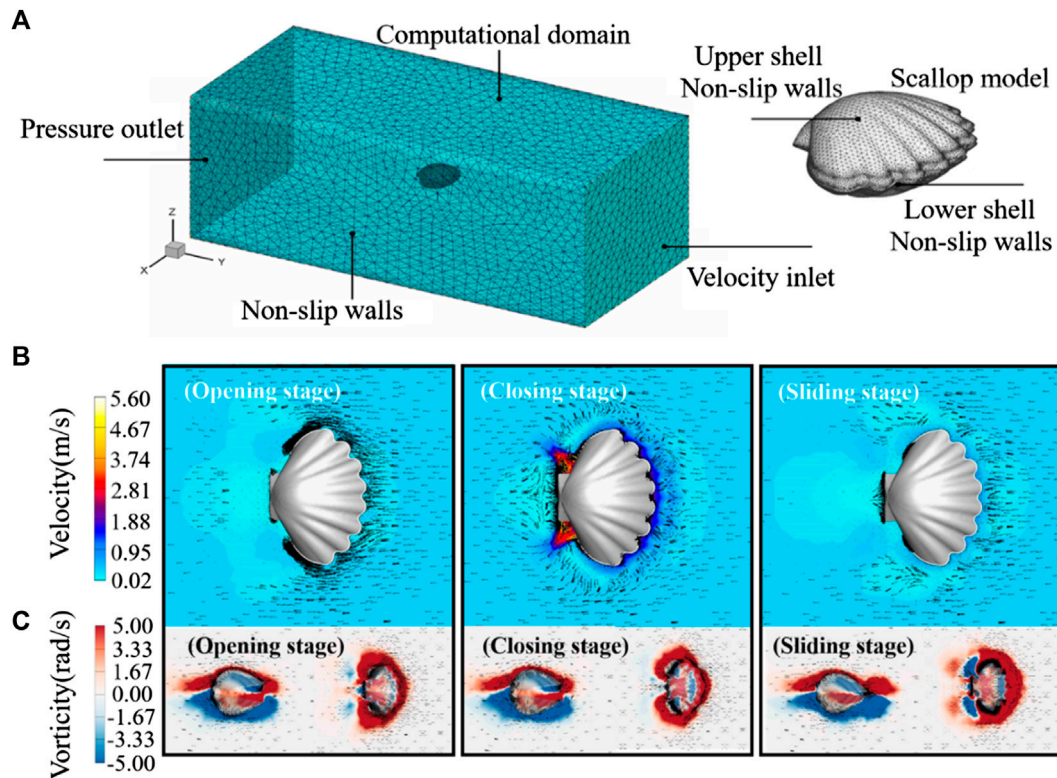 A
Computational domain
Upper shell
Non-slip walls
Scallop model
Pressure outlet
Lower shell
Non-slip walls
Z
X
Y
Velocity inlet
Non-slip walls
B
(Opening stage)
(Closing stage)
(Sliding stage)
Velocity(m/s)
5.60
4.67
3.74
2.81
1.88
0.95
0.02
C
(Opening stage)
(Closing stage)
(Sliding stage)
Vorticity(rad/s)
5.00
3.33
1.67
0.00
-1.67
-3.33
-5.00